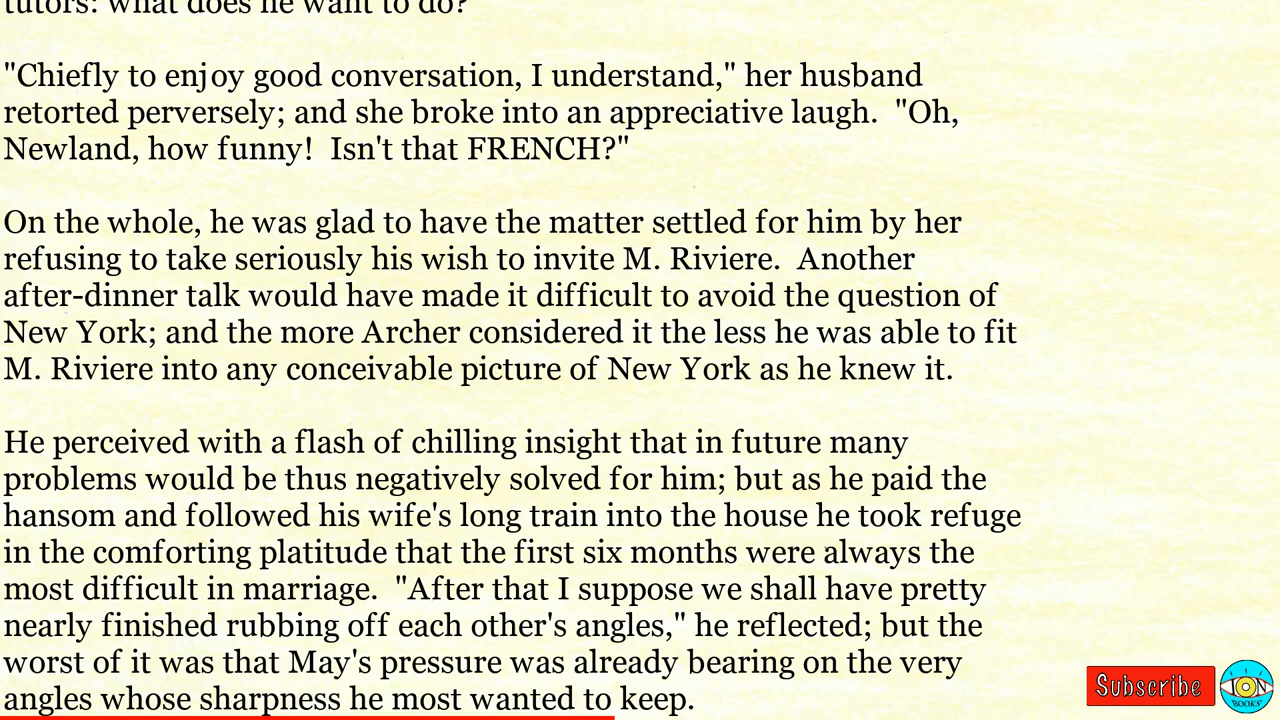 tutors: what does he want to do?"
"Chiefly to enjoy good conversation, I understand," her husband
retorted perversely; and she broke into an appreciative laugh.  "Oh,
Newland, how funny!  Isn't that FRENCH?"
On the whole, he was glad to have the matter settled for him by her
refusing to take seriously his wish to invite M. Riviere.  Another
after-dinner talk would have made it difficult to avoid the question of
New York; and the more Archer considered it the less he was able to fit
M. Riviere into any conceivable picture of New York as he knew it.
He perceived with a flash of chilling insight that in future many
problems would be thus negatively solved for him; but as he paid the
hansom and followed his wife's long train into the house he took refuge
in the comforting platitude that the first six months were always the
most difficult in marriage.  "After that I suppose we shall have pretty
nearly finished rubbing off each other's angles," he reflected; but the
worst of it was that May's pressure was already bearing on the very
angles whose sharpness he most wanted to keep.
Subscribe
ION
BOOKS